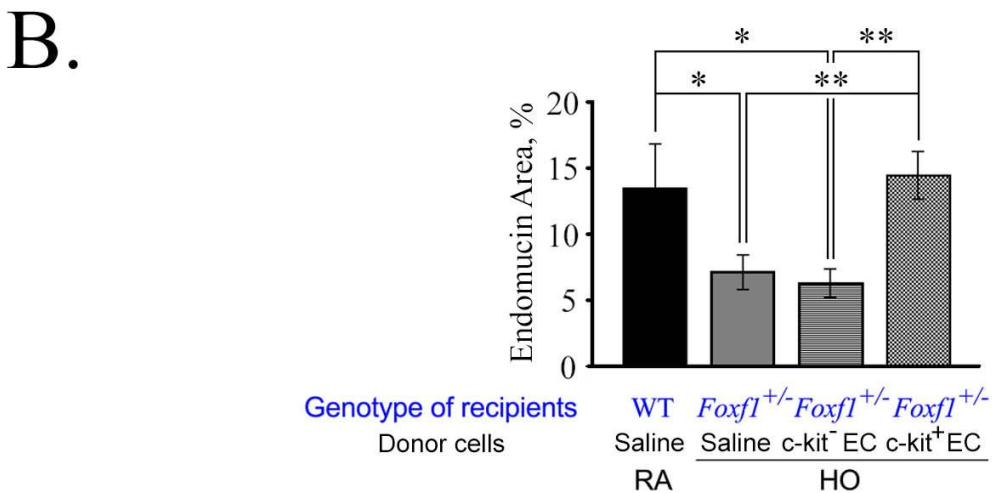 B.
* **
* **
Endomucin Area, %
20
15
10
5
0
Genotype of recipients WT Foxf1+/- Foxf1+/- Foxf1+/-
Donor cells Saline Saline c-kit- EC c-kit+ EC
RA HO